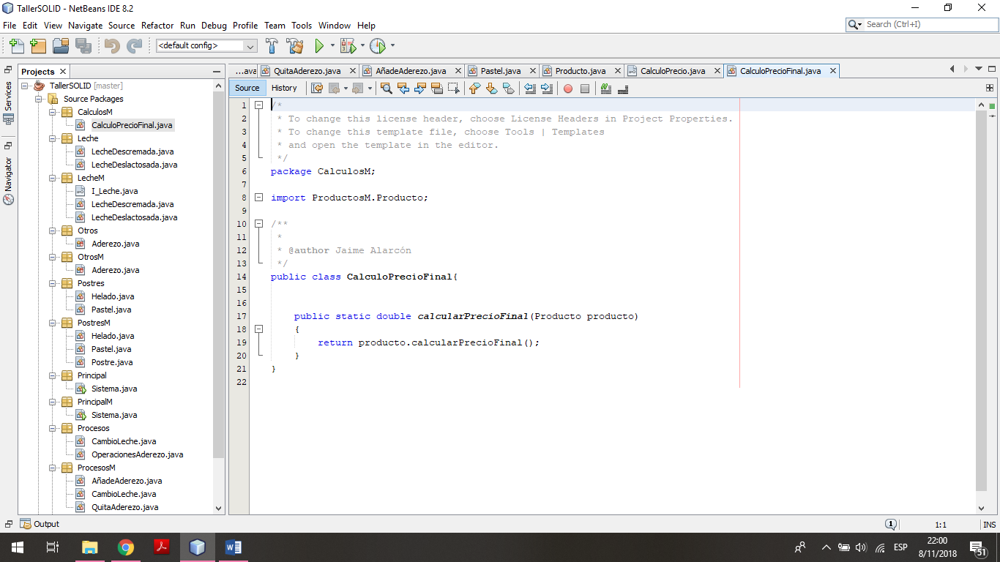 TallerSOLID - NetBeans IDE 8.2
File Edit View Navigate Source Refactor Run Debug Profile Team Tools Window Help
Search (Ctrl+I)
<default config>
Services
Navigator
Projects
TallerSOLID [master]
Source Packages
CalculosM
CalculoPrecioFinal.java
Leche
LecheDescremada.java
LecheDeslactosada.java
LecheM
I_Leche.java
LecheDescremada.java
LecheDeslactosada.java
Otros
Aderezo.java
OtrosM
Aderezo.java
Postres
Helado.java
Pastel.java
PostresM
Helado.java
Pastel.java
Postre.java
Principal
Sistema.java
PrincipalM
Sistema.java
Procesos
CambioLeche.java
OperacionesAderezo.java
ProcesosM
AñadeAderezo.java
CambioLeche.java
QuitaAderezo.java
...ava QuitaAderezo.java AñadeAderezo.java Pastel.java Producto.java CalculoPrecio.java CalculoPrecioFinal.java
Source History
1 /*
2 * To change this license header, choose License Headers in Project Properties.
3 * To change this template file, choose Tools | Templates
4 * and open the template in the editor.
5 */
6 package CalculosM;
7
8 import ProductosM.Producto;
9
10 /**
11 *
12 * @author Jaime Alarcón
13 */
14 public class CalculoPrecioFinal{
15
16
17 public static double calcularPrecioFinal(Producto producto)
18 {
19 return producto.calcularPrecioFinal();
20 }
21 }
22
Output
1 1:1 INS
ESP
22:00
8/11/2018
51